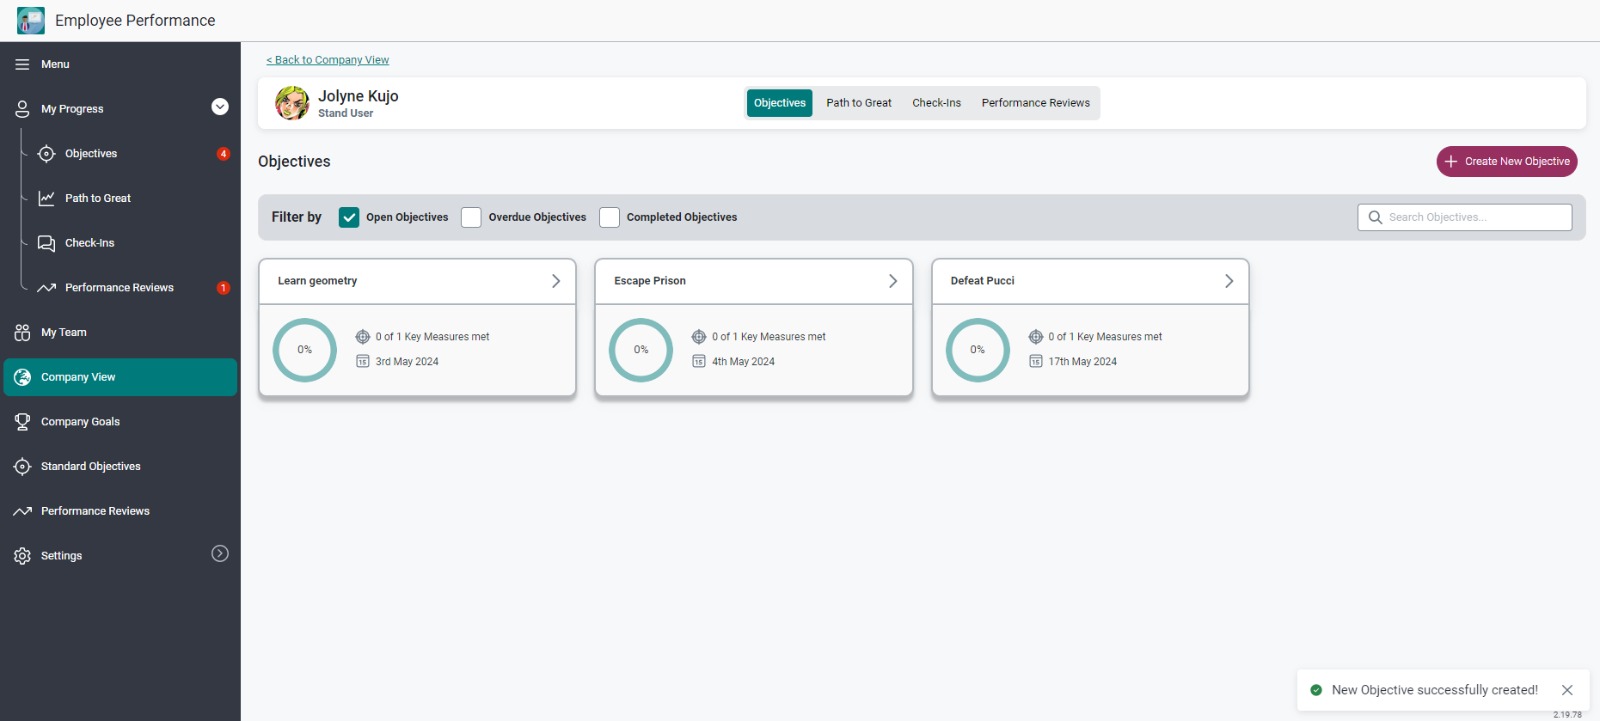 Employee Performance
Menu
My Progress
Objectives 4
Path to Great
Check-Ins
Performance Reviews 1
My Team
Company View
Company Goals
Standard Objectives
Performance Reviews
Settings
< Back to Company View
Jolyne Kujo
Stand User
Objectives Path to Great Check-Ins Performance Reviews
Objectives
Create New Objective
Filter by Open Objectives Overdue Objectives Completed Objectives Search Objectives...
Learn geometry
0%
0 of 1 Key Measures met
15 3rd May 2024
Escape Prison
0%
0 of 1 Key Measures met
15 4th May 2024
Defeat Pucci
0%
0 of 1 Key Measures met
15 17th May 2024
New Objective successfully created!
2.19.78